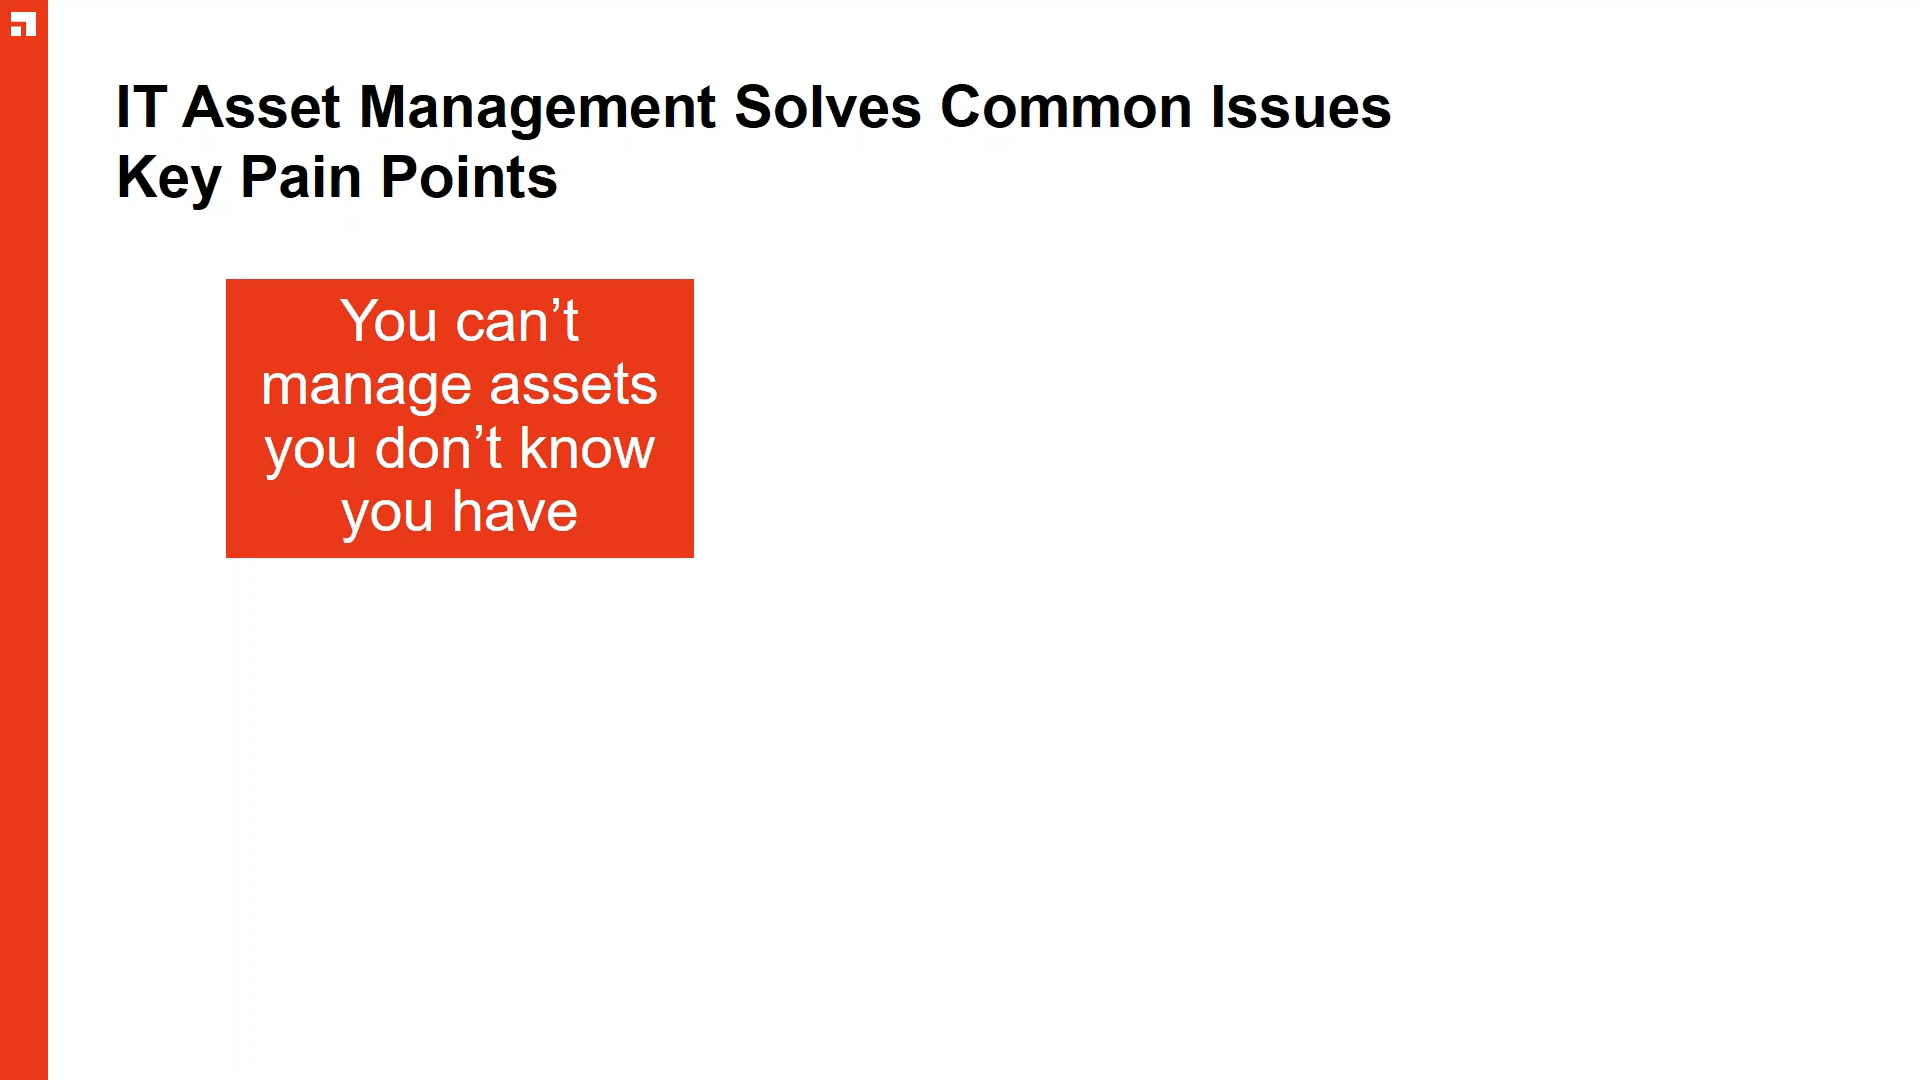 IT Asset Management Solves Common Issues
Key Pain Points
You can’t
manage assets
you don’t know
you have